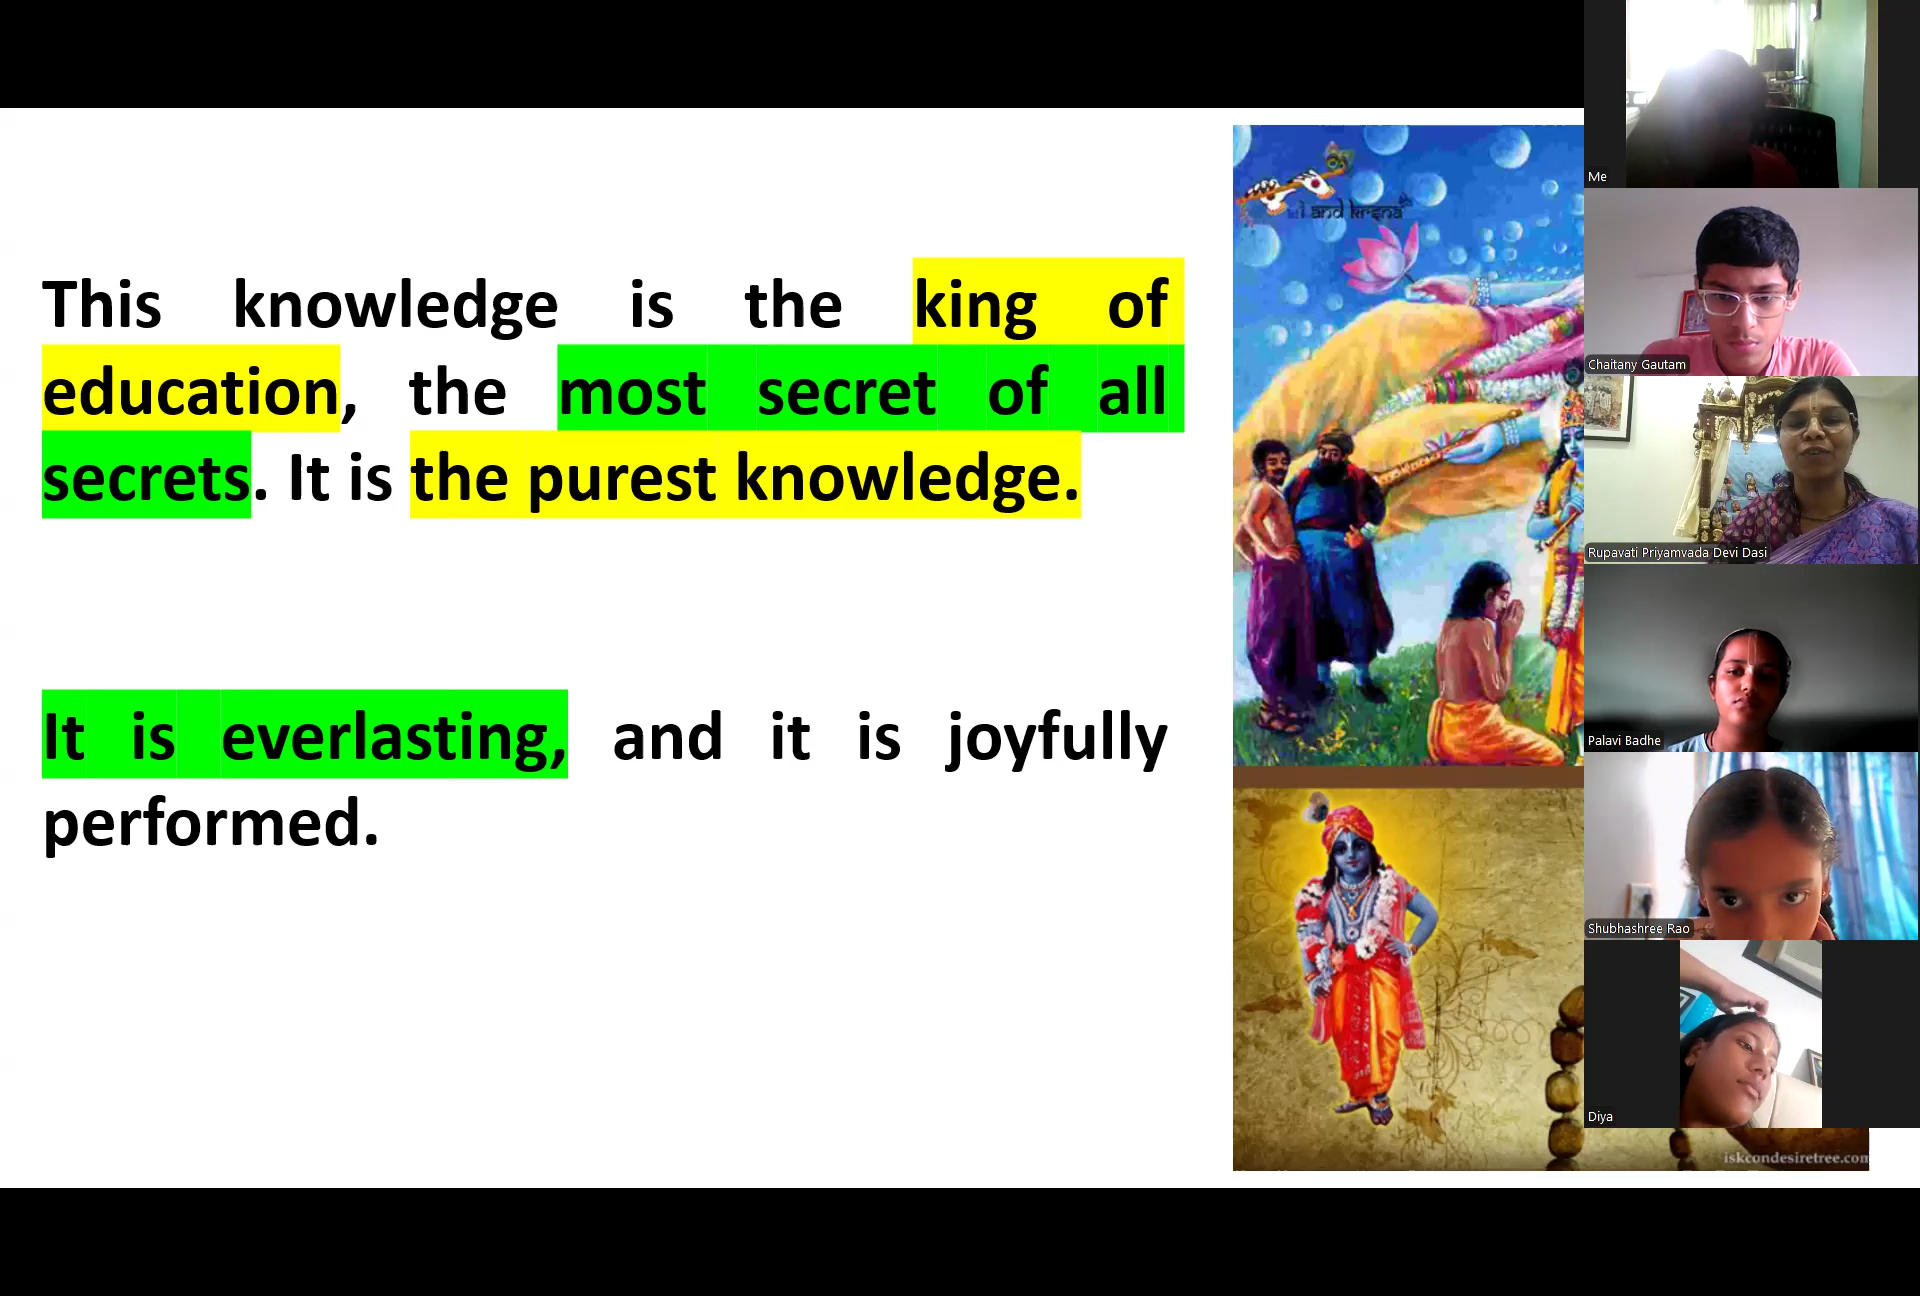 This knowledge is the king of
education, the most secret of all
secrets. It is the purest knowledge.
It is everlasting, and it is joyfully
performed.
and krsna
iskcondesiretree.com
Me
Chaitany Gautam
Rupavati Priyamvada Devi Dasi
Palavi Badhe
Shubhashree Rao
Diya